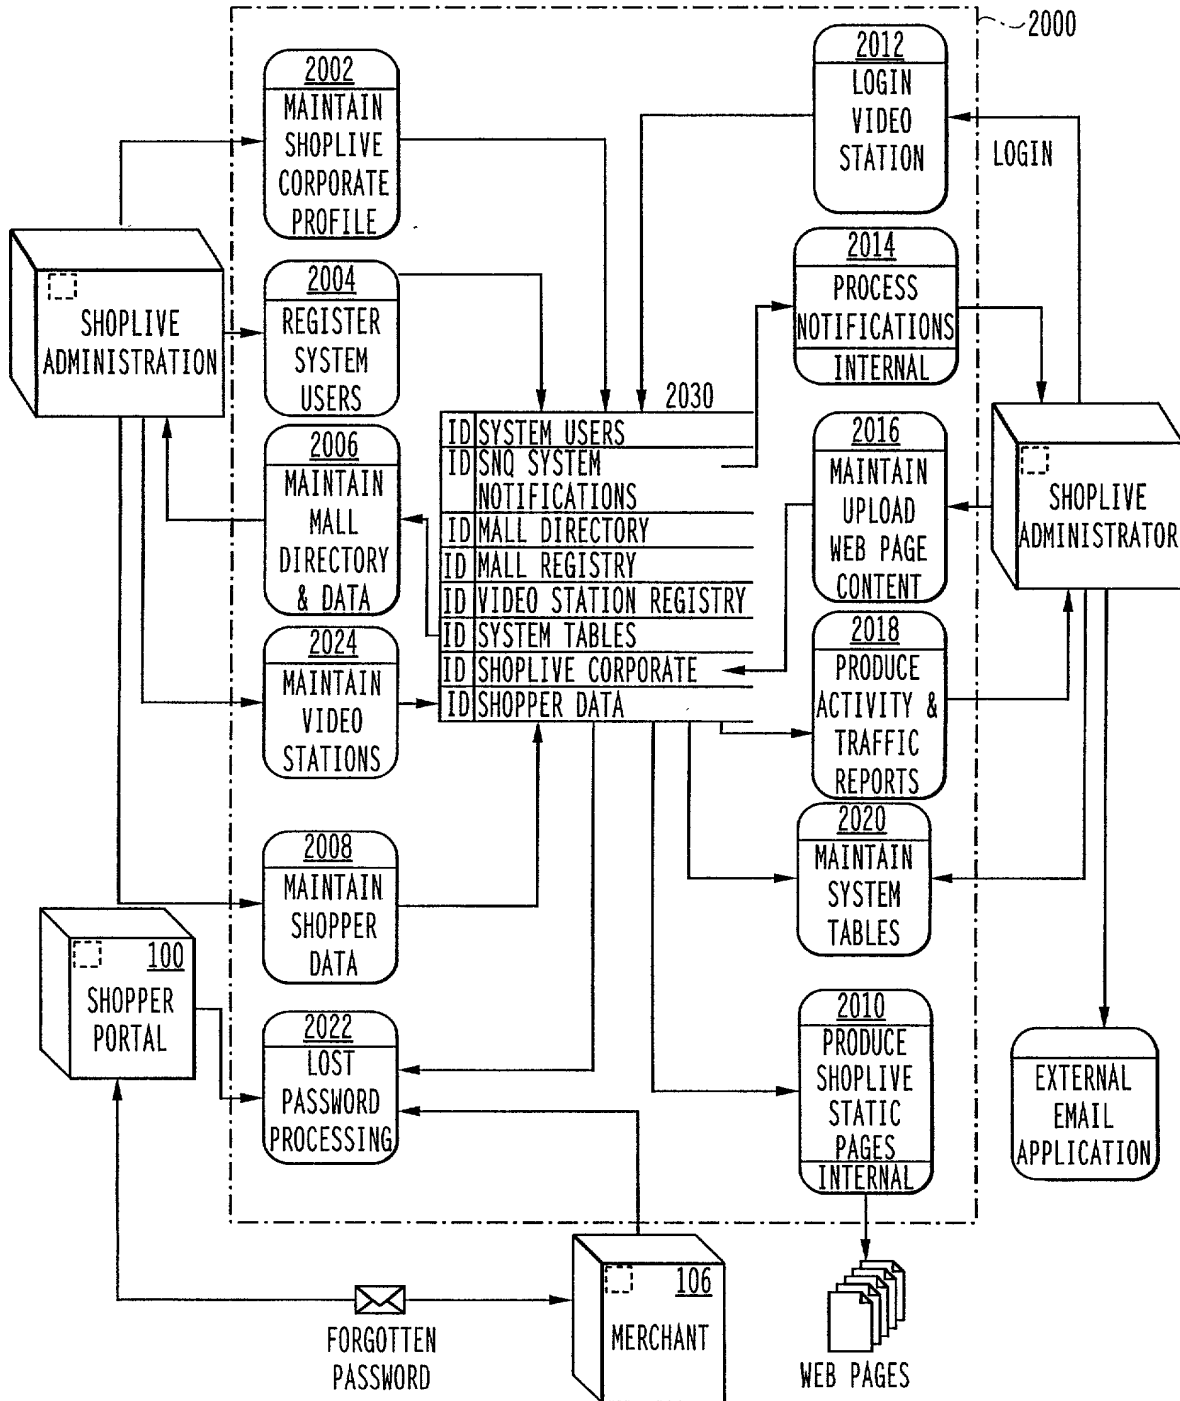 2000
2002
MAINTAIN
SHOPLIVE
CORPORATE
PROFILE
2012
LOGIN
VIDEO
STATION
LOGIN
SHOPLIVE
ADMINISTRATION
2004
REGISTER
SYSTEM
USERS
2014
PROCESS
NOTIFICATIONS
INTERNAL
2006
MAINTAIN
MALL
DIRECTORY
& DATA
2030
ID SYSTEM USERS
ID SNQ SYSTEM
NOTIFICATIONS
ID MALL DIRECTORY
ID MALL REGISTRY
ID VIDEO STATION REGISTRY
ID SYSTEM TABLES
ID SHOPLIVE CORPORATE
ID SHOPPER DATA
2016
MAINTAIN
UPLOAD
WEB PAGE
CONTENT
SHOPLIVE
ADMINISTRATOR
2024
MAINTAIN
VIDEO
STATIONS
2018
PRODUCE
ACTIVITY &
TRAFFIC
REPORTS
2008
MAINTAIN
SHOPPER
DATA
2020
MAINTAIN
SYSTEM
TABLES
100
SHOPPER
PORTAL
2022
LOST
PASSWORD
PROCESSING
2010
PRODUCE
SHOPLIVE
STATIC
PAGES
INTERNAL
EXTERNAL
EMAIL
APPLICATION
FORGOTTEN
PASSWORD
106
MERCHANT
WEB PAGES